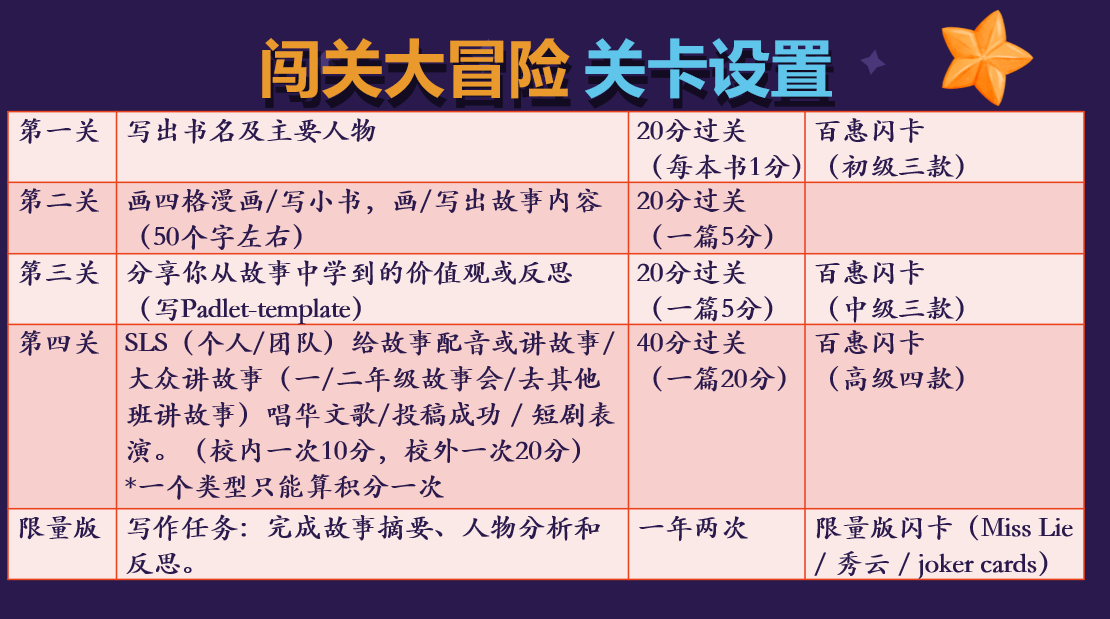 闯关大冒险 关卡设置
第一关
写出书名及主要人物
20分过关
（每本书1分）
百惠闪卡
（初级三款）
第二关
画四格漫画/写小书，画/写出故事内容
（50个字左右）
20分过关
（一篇5分）
第三关
分享你从故事中学到的价值观或反思
（写Padlet-template）
20分过关
（一篇5分）
百惠闪卡
（中级三款）
第四关
SLS（个人/团队）给故事配音或讲故事/
大众讲故事（一/二年级故事会/去其他
班讲故事）唱华文歌/投稿成功 / 短剧表
演。（校内一次10分，校外一次20分）
*一个类型只能算积分一次
40分过关
（一篇20分）
百惠闪卡
（高级四款）
限量版
写作任务：完成故事摘要、人物分析和
反思。
一年两次
限量版闪卡（Miss Lie
/ 秀云 / joker cards）